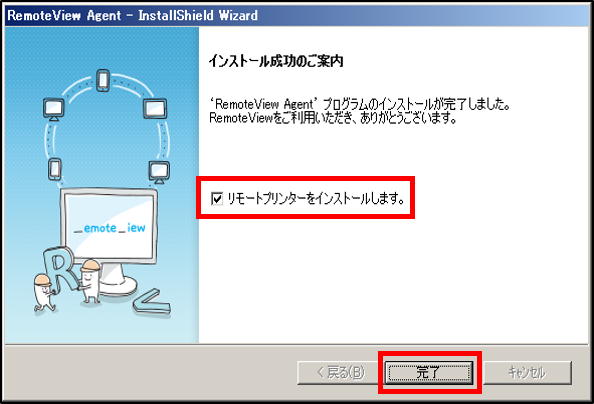 RemoteView Agent - InstallShield Wizard
インストール成功のご案内
‘RemoteView Agent’ プログラムのインストールが完了しました。
RemoteViewをご利用いただき、ありがとうございます。
リモートプリンターをインストールします。
_emote_iew
R
V
< 戻る(B)
完了
キャンセル